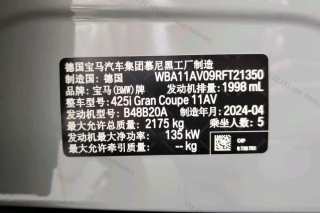 德国宝马汽车集团慕尼黑工厂制造
制造国：德国 WBA11AV09RFT21350
品牌：宝马(BMW)牌 发动机排量：1998 mL
整车型号：425i Gran Coupe 11AV
发动机型号：B48B20A 制造年月：2024-04
最大允许总质量：2175 kg 乘坐人数：5
发动机最大净功率：135 kW
最大允许牵引质量：-- kg